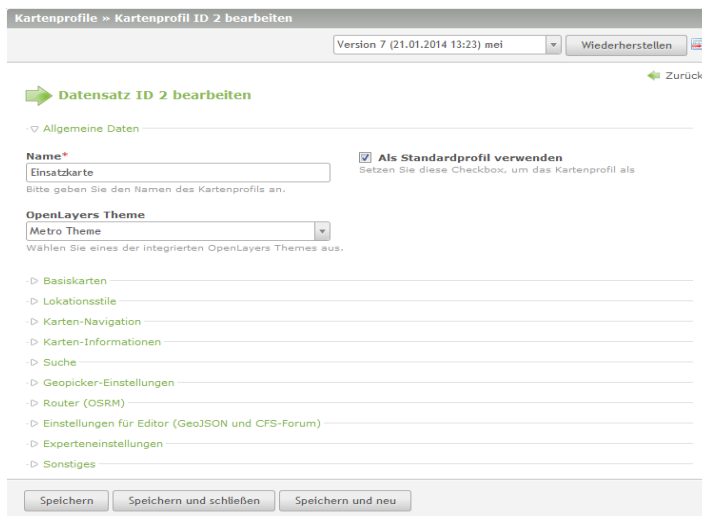 Kartenprofile » Kartenprofil ID 2 bearbeiten
Version 7 (21.01.2014 13:23) mei
Wiederherstellen
Zurück
Datensatz ID 2 bearbeiten
Allgemeine Daten
Name*
Einsatzkarte
Bitte geben Sie den Namen des Kartenprofils an.
Als Standardprofil verwenden
Setzen Sie diese Checkbox, um das Kartenprofil als
OpenLayers Theme
Metro Theme
Wählen Sie eines der integrierten OpenLayers Themes aus.
Basiskarten
Lokationsstile
Karten-Navigation
Karten-Informationen
Suche
Geopicker-Einstellungen
Router (OSRM)
Einstellungen für Editor (GeoJSON und CFS-Forum)
Experteneinstellungen
Sonstiges
Speichern
Speichern und schließen
Speichern und neu